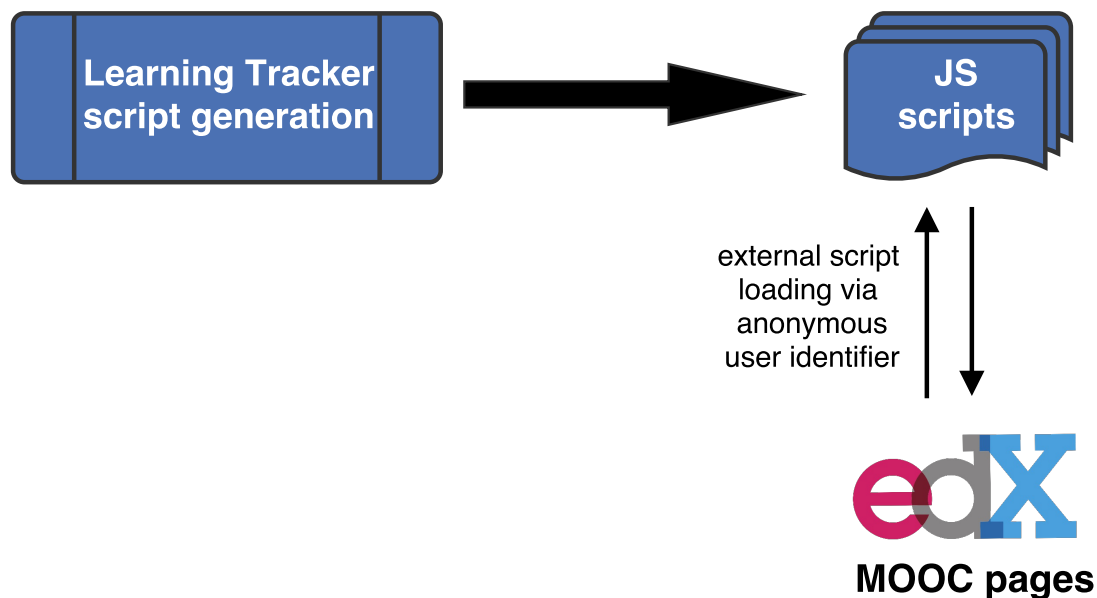 Learning Tracker
script generation
JS
scripts
external script
loading via
anonymous
user identifier
edX
MOOC pages